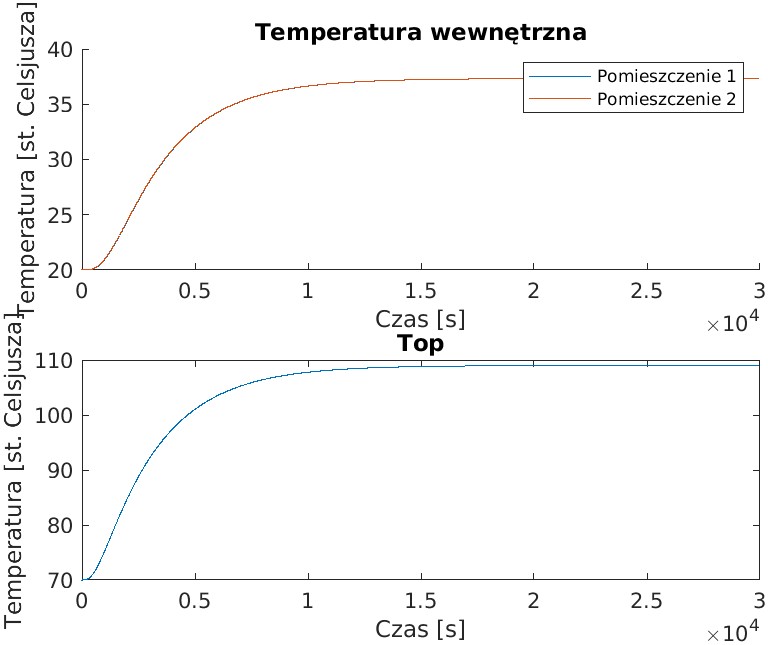 Temperatura wewnętrzna
Temperatura [st. Celsjusza]
40
35
30
25
20
Pomieszczenie 1
Pomieszczenie 2
0 0.5 1 1.5 2 2.5 3
Czas [s]
×10^4
Top
Temperatura [st. Celsjusza]
110
100
90
80
70
0 0.5 1 1.5 2 2.5 3
Czas [s]
×10^4